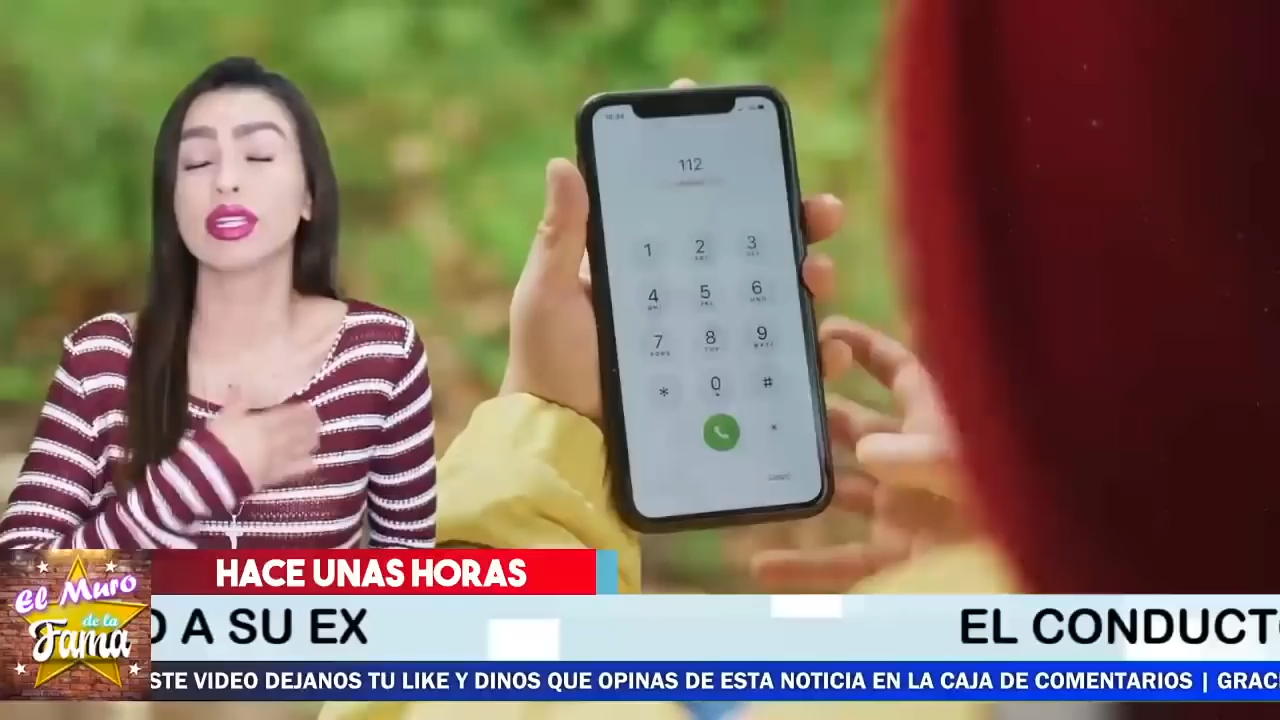 112
1
2
3
4
5
6
7
8
9
*
0
#
HACE UNAS HORAS
El Muro
de la
Fama
O A SU EX
EL CONDUCTO
STE VIDEO DEJANOS TU LIKE Y DINOS QUE OPINAS DE ESTA NOTICIA EN LA CAJA DE COMENTARIOS | GRACI